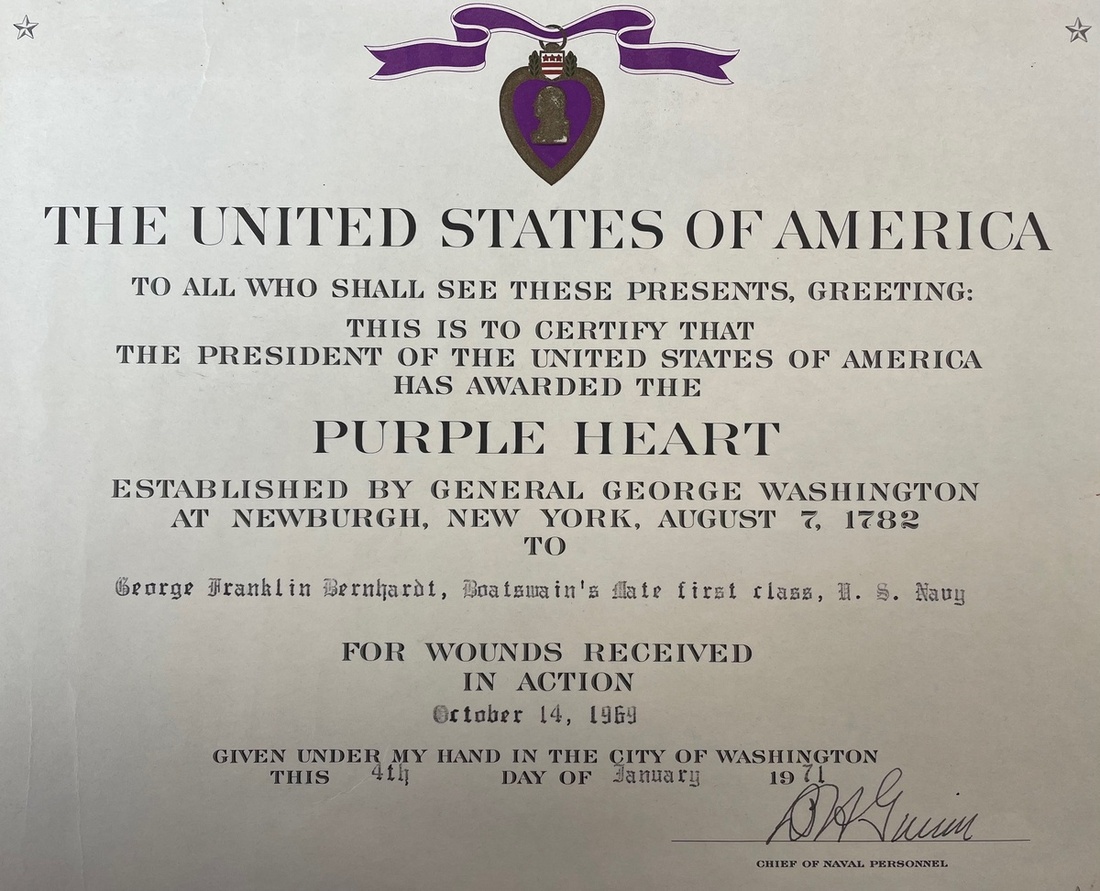 THE UNITED STATES OF AMERICA
TO ALL WHO SHALL SEE THESE PRESENTS, GREETING:
THIS IS TO CERTIFY THAT
THE PRESIDENT OF THE UNITED STATES OF AMERICA
HAS AWARDED THE
PURPLE HEART
ESTABLISHED BY GENERAL GEORGE WASHINGTON
AT NEWBURGH, NEW YORK, AUGUST 7, 1782
TO
George Franklin Bernhardt, Boatswain's Mate first class, U. S. Navy
FOR WOUNDS RECEIVED
IN ACTION
October 14, 1969
GIVEN UNDER MY HAND IN THE CITY OF WASHINGTON
THIS 4th DAY OF January 1971
CHIEF OF NAVAL PERSONNEL